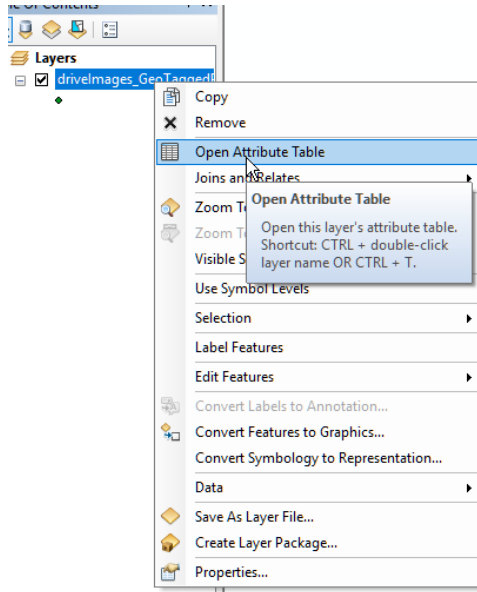 Layers
driveImages_GeoTagged
Copy
Remove
Open Attribute Table
Joins and Relates
Open Attribute Table
Zoom T
Open this layer's attribute table.
Shortcut: CTRL + double-click
Zoom T
layer name OR CTRL + T.
Visible S
Use Symbol Levels
Selection
Label Features
Edit Features
Convert Labels to Annotation...
Convert Features to Graphics...
Convert Symbology to Representation...
Data
Save As Layer File...
Create Layer Package...
Properties...